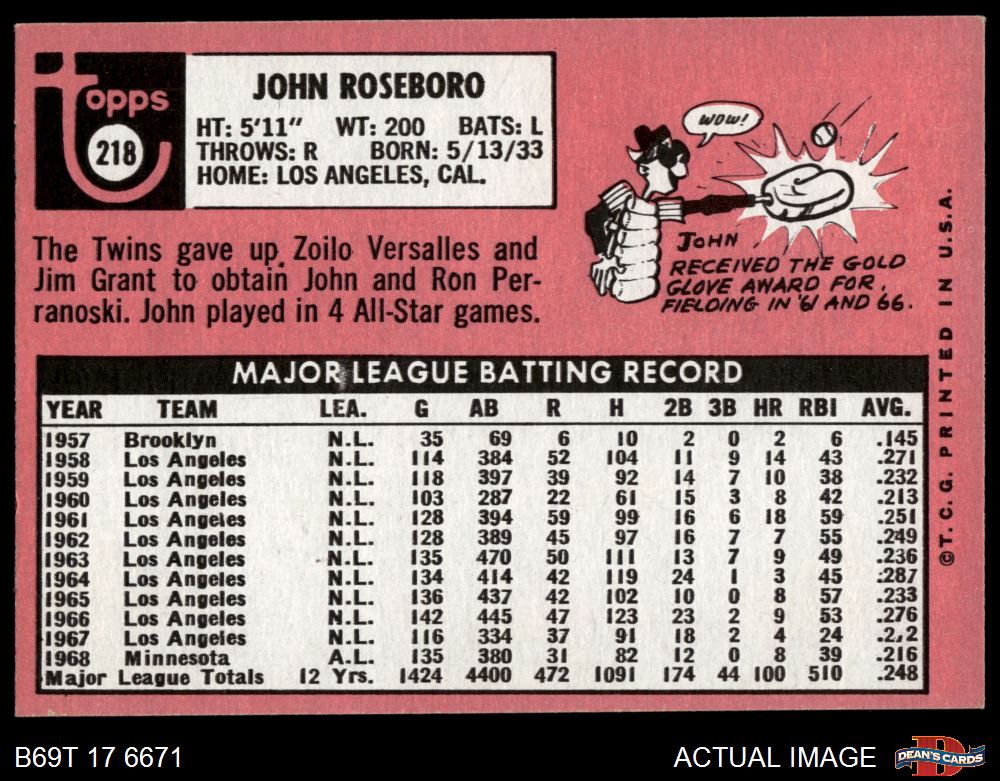 topps
218
JOHN ROSEBORO
HT: 5'11" WT: 200 BATS: L
THROWS: R BORN: 5/13/33
HOME: LOS ANGELES, CAL.
The Twins gave up Zoilo Versalles and
Jim Grant to obtain John and Ron Per-
ranoski. John played in 4 All-Star games.
WOW!
JOHN
RECEIVED THE GOLD
GLOVE AWARD FOR
FIELDING IN '61 AND 66.
MAJOR LEAGUE BATTING RECORD
YEAR TEAM LEA. G AB R H 2B 3B HR RBI AVG.
1957 Brooklyn N.L. 35 69 6 10 2 0 2 6 .145
1958 Los Angeles N.L. 114 384 52 104 11 9 14 43 .271
1959 Los Angeles N.L. 118 397 39 92 14 7 10 38 .232
1960 Los Angeles N.L. 103 287 22 61 15 3 8 42 .213
1961 Los Angeles N.L. 128 394 59 99 16 6 18 59 .251
1962 Los Angeles N.L. 128 389 45 97 16 7 7 55 .249
1963 Los Angeles N.L. 135 470 50 111 13 7 9 49 .236
1964 Los Angeles N.L. 134 414 42 119 24 1 3 45 .287
1965 Los Angeles N.L. 136 437 42 102 10 0 8 57 .233
1966 Los Angeles N.L. 142 445 47 123 23 2 9 53 .276
1967 Los Angeles N.L. 116 334 37 91 18 2 4 24
1968 Minnesota A.L. 135 380 31 82 12 0 8 39 .216
Major League Totals 12 Yrs. 1424 4400 472 1091 174 44 100 510 .248
©T.C.G. PRINTED IN U.S.A.
B69T 17 6671
ACTUAL IMAGE
D
DEAN'S CARDS